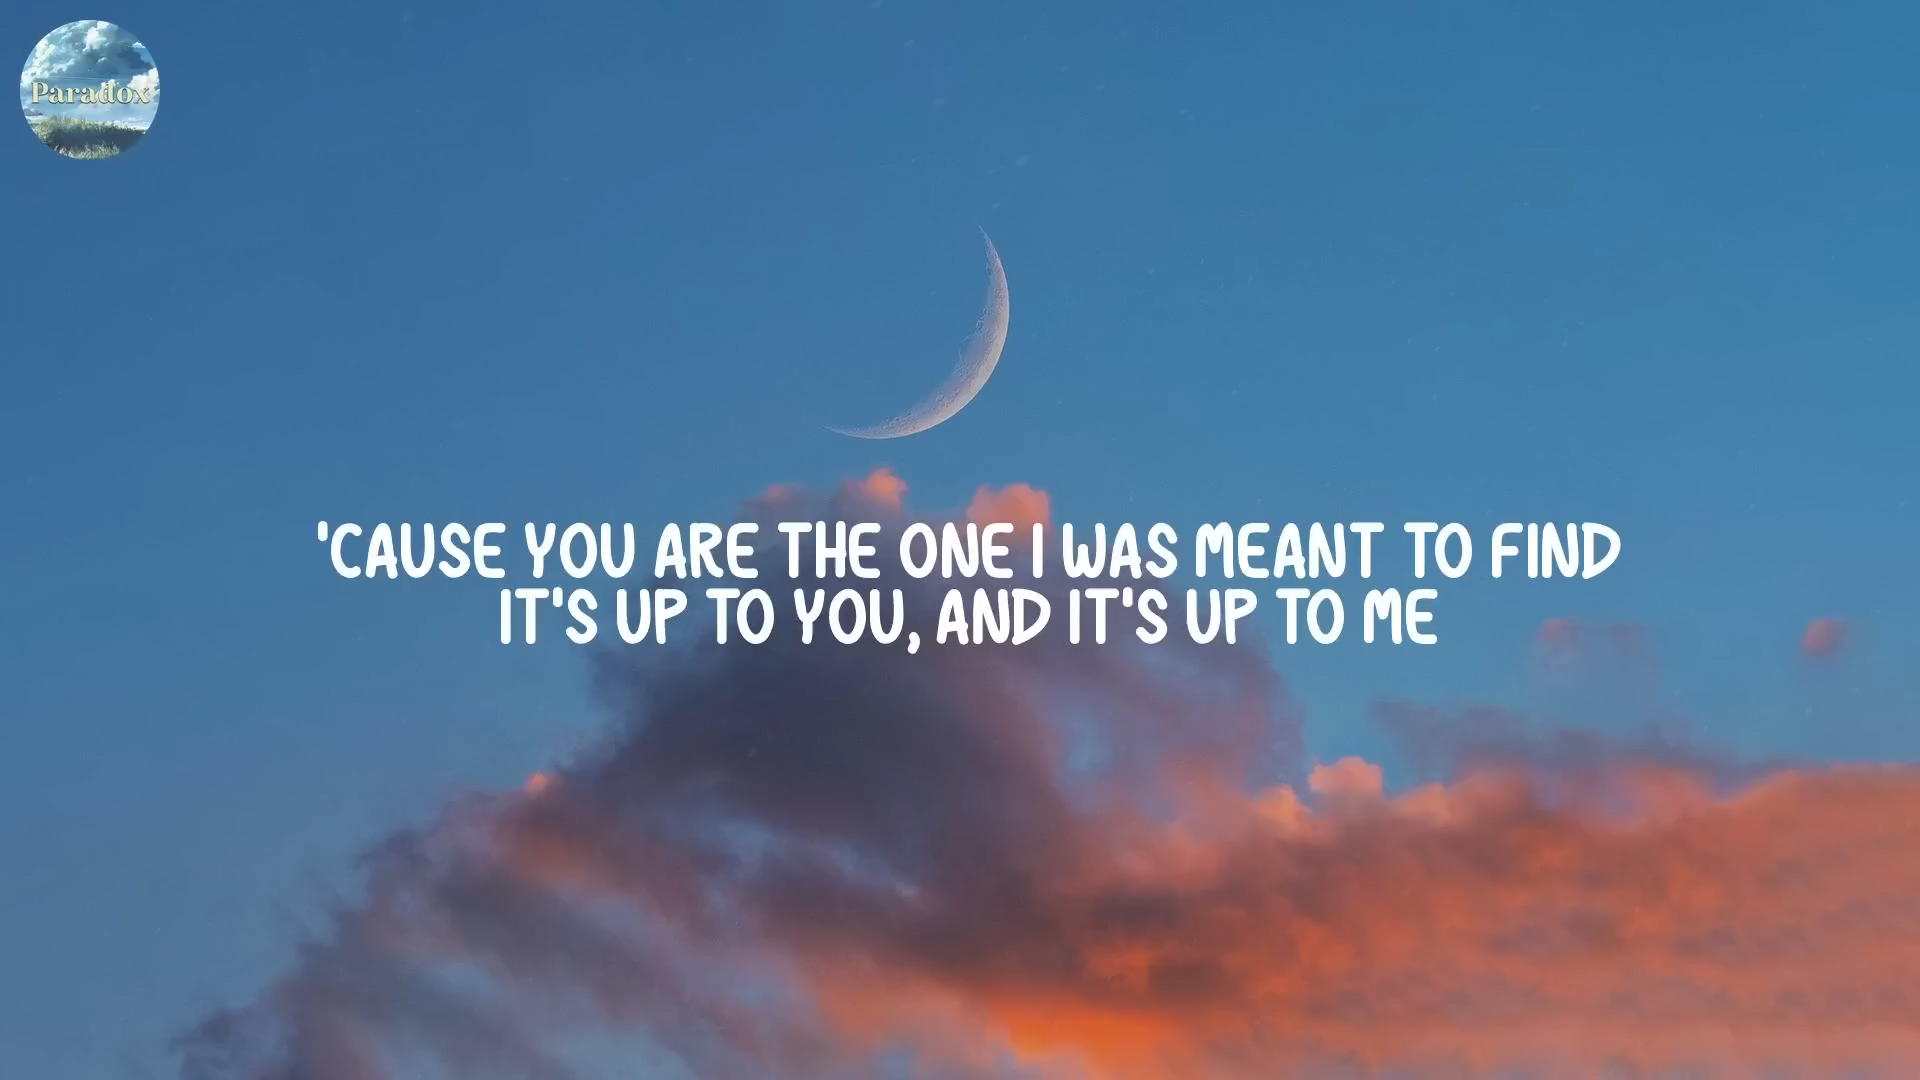 Paradox
'CAUSE YOU ARE THE ONE I WAS MEANT TO FIND
IT'S UP TO YOU, AND IT'S UP TO ME